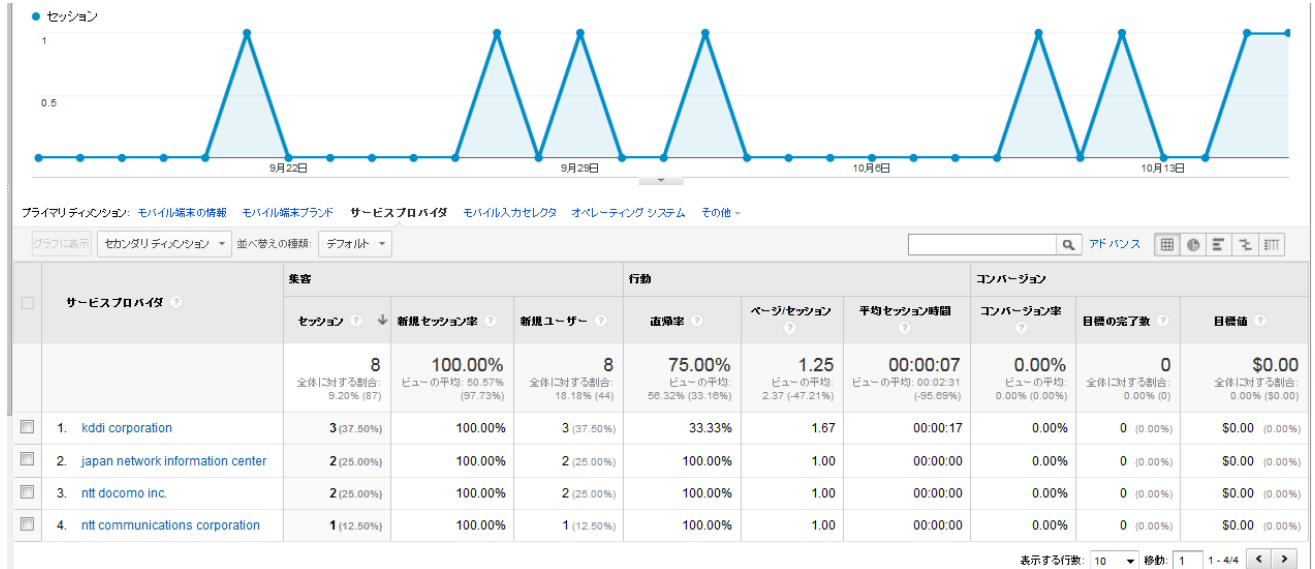 セッション
1
0.5
9月22日 9月29日 10月6日 10月13日
プライマリ ディメンション: モバイル端末の情報 モバイル端末ブランド サービス プロバイダ モバイル入力セレクタ オペレーティング システム その他
グラフに表示 セカンダリ ディメンション 並べ替えの種類: デフォルト アドバンス
集客 行動 コンバージョン
サービス プロバイダ ?
セッション ? ↓ 新規セッション率 ? 新規ユーザー ? 直帰率 ? ページ/セッション ? 平均セッション時間 ? コンバージョン率 ? 目標の完了数 ? 目標値 ?
8 100.00% 8 75.00% 1.25 00:00:07 0.00% 0 $0.00
全体に対する割合: ビューの平均: 50.57% 全体に対する割合: ビューの平均: ビューの平均: ビューの平均: 00:02:31 ビューの平均: 全体に対する割合: 全体に対する割合:
9.20% (87) (97.73%) 18.18% (44) 56.32% (33.16%) 2.37 (-47.21%) (-95.69%) 0.00% (0.00%) 0.00% (0) 0.00% ($0.00)
1. kddi corporation 3 (37.50%) 100.00% 3 (37.50%) 33.33% 1.67 00:00:17 0.00% 0 (0.00%) $0.00 (0.00%)
2. japan network information center 2 (25.00%) 100.00% 2 (25.00%) 100.00% 1.00 00:00:00 0.00% 0 (0.00%) $0.00 (0.00%)
3. ntt docomo inc. 2 (25.00%) 100.00% 2 (25.00%) 100.00% 1.00 00:00:00 0.00% 0 (0.00%) $0.00 (0.00%)
4. ntt communications corporation 1 (12.50%) 100.00% 1 (12.50%) 100.00% 1.00 00:00:00 0.00% 0 (0.00%) $0.00 (0.00%)
表示する行数: 10 移動: 1 1 - 4/4 < >